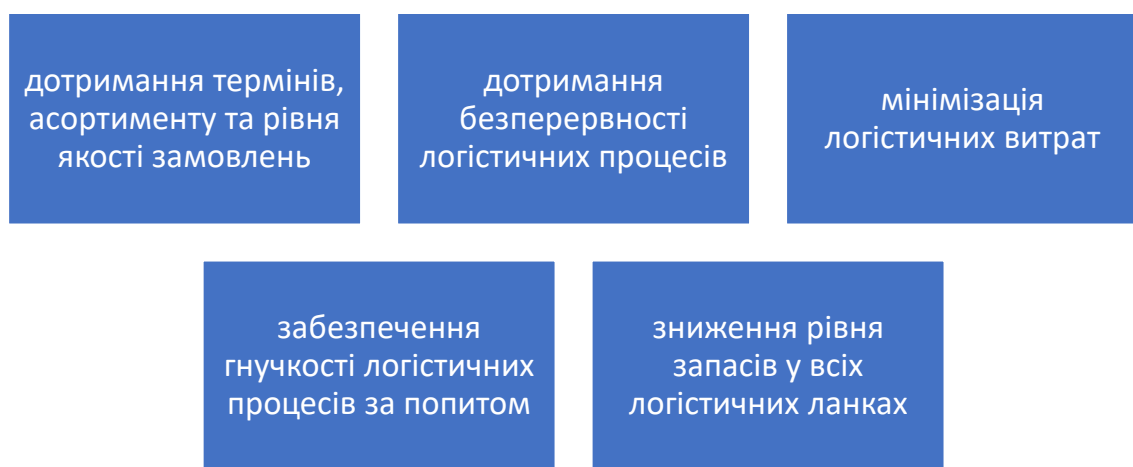 дотримання термінів,
асортименту та рівня
якості замовлень
дотримання
безперервності
логістичних процесів
мінімізація
логістичних витрат
забезпечення
гнучкості логістичних
процесів за попитом
зниження рівня
запасів у всіх
логістичних ланках